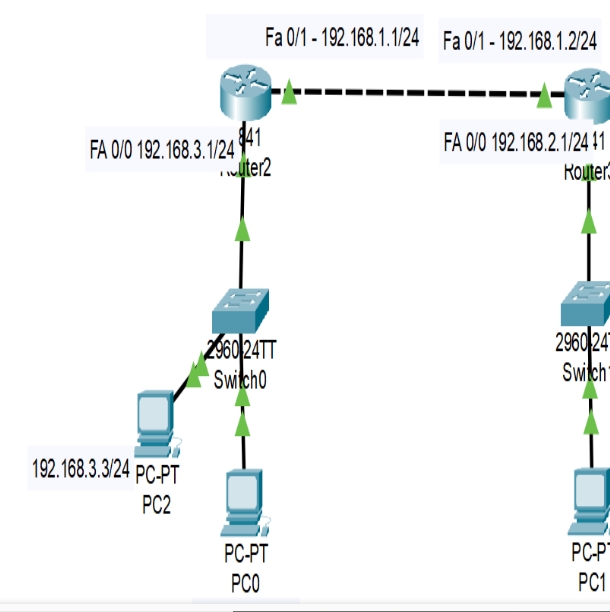 Fa 0/1 - 192.168.1.1/24
Fa 0/1 - 192.168.1.2/24
FA 0/0 192.168.3.1/24
841
Router2
FA 0/0 192.168.2.1/24
Router3
2960-24TT
Switch0
2960-24T
Switch
192.168.3.3/24
PC-PT
PC2
PC-PT
PC0
PC-PT
PC1